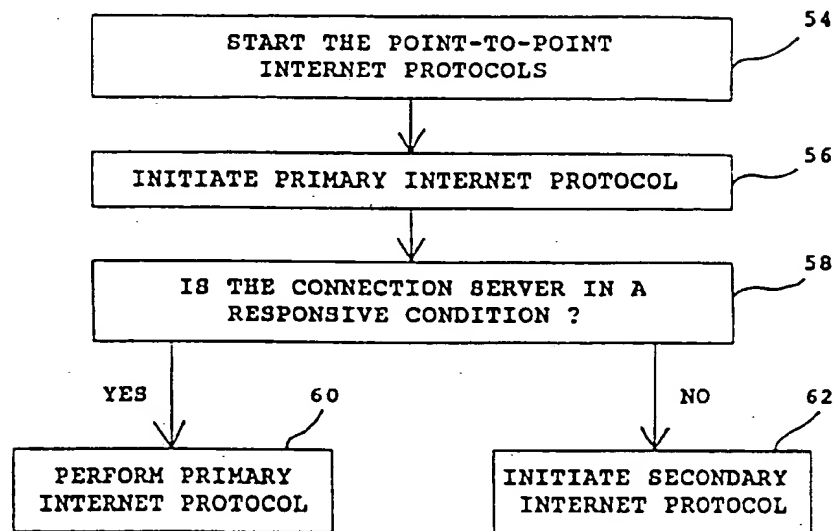 54
START THE POINT-TO-POINT
INTERNET PROTOCOLS
56
INITIATE PRIMARY INTERNET PROTOCOL
58
IS THE CONNECTION SERVER IN A
RESPONSIVE CONDITION ?
YES
NO
60
62
PERFORM PRIMARY
INTERNET PROTOCOL
INITIATE SECONDARY
INTERNET PROTOCOL